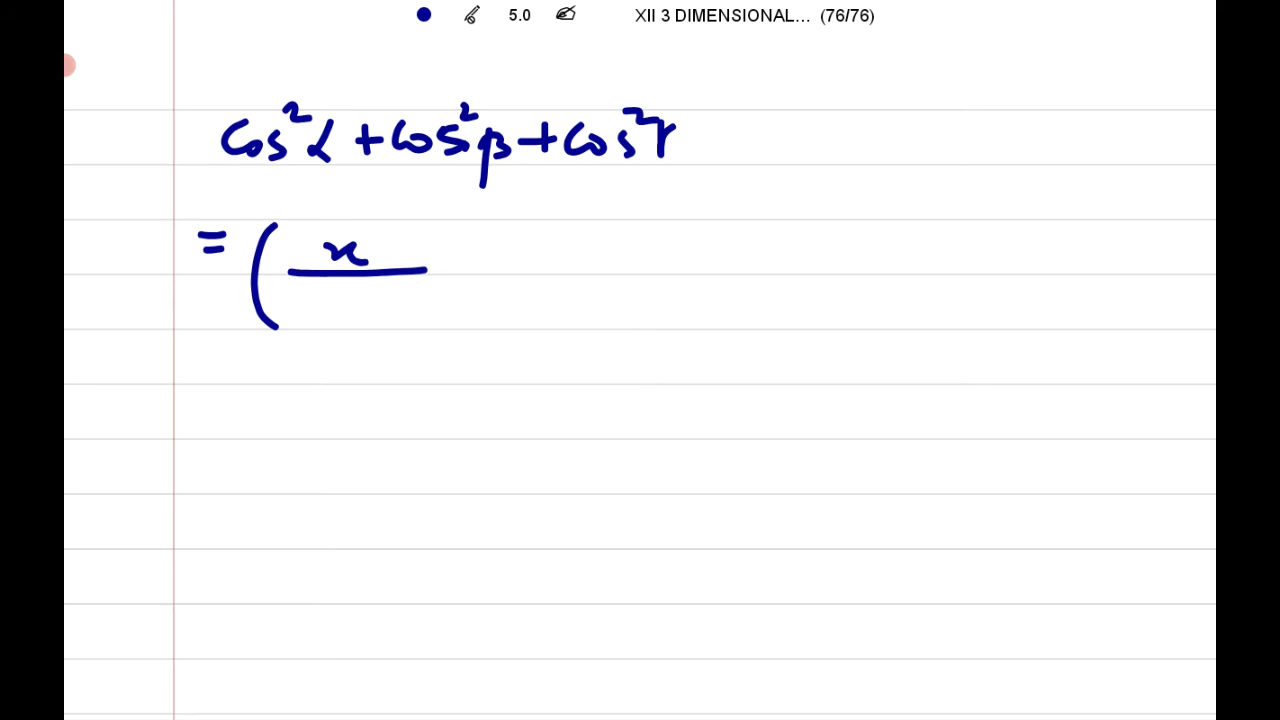 5.0 XII 3 DIMENSIONAL... (76/76)
cos²α + cos²β + cos²γ
= ( x